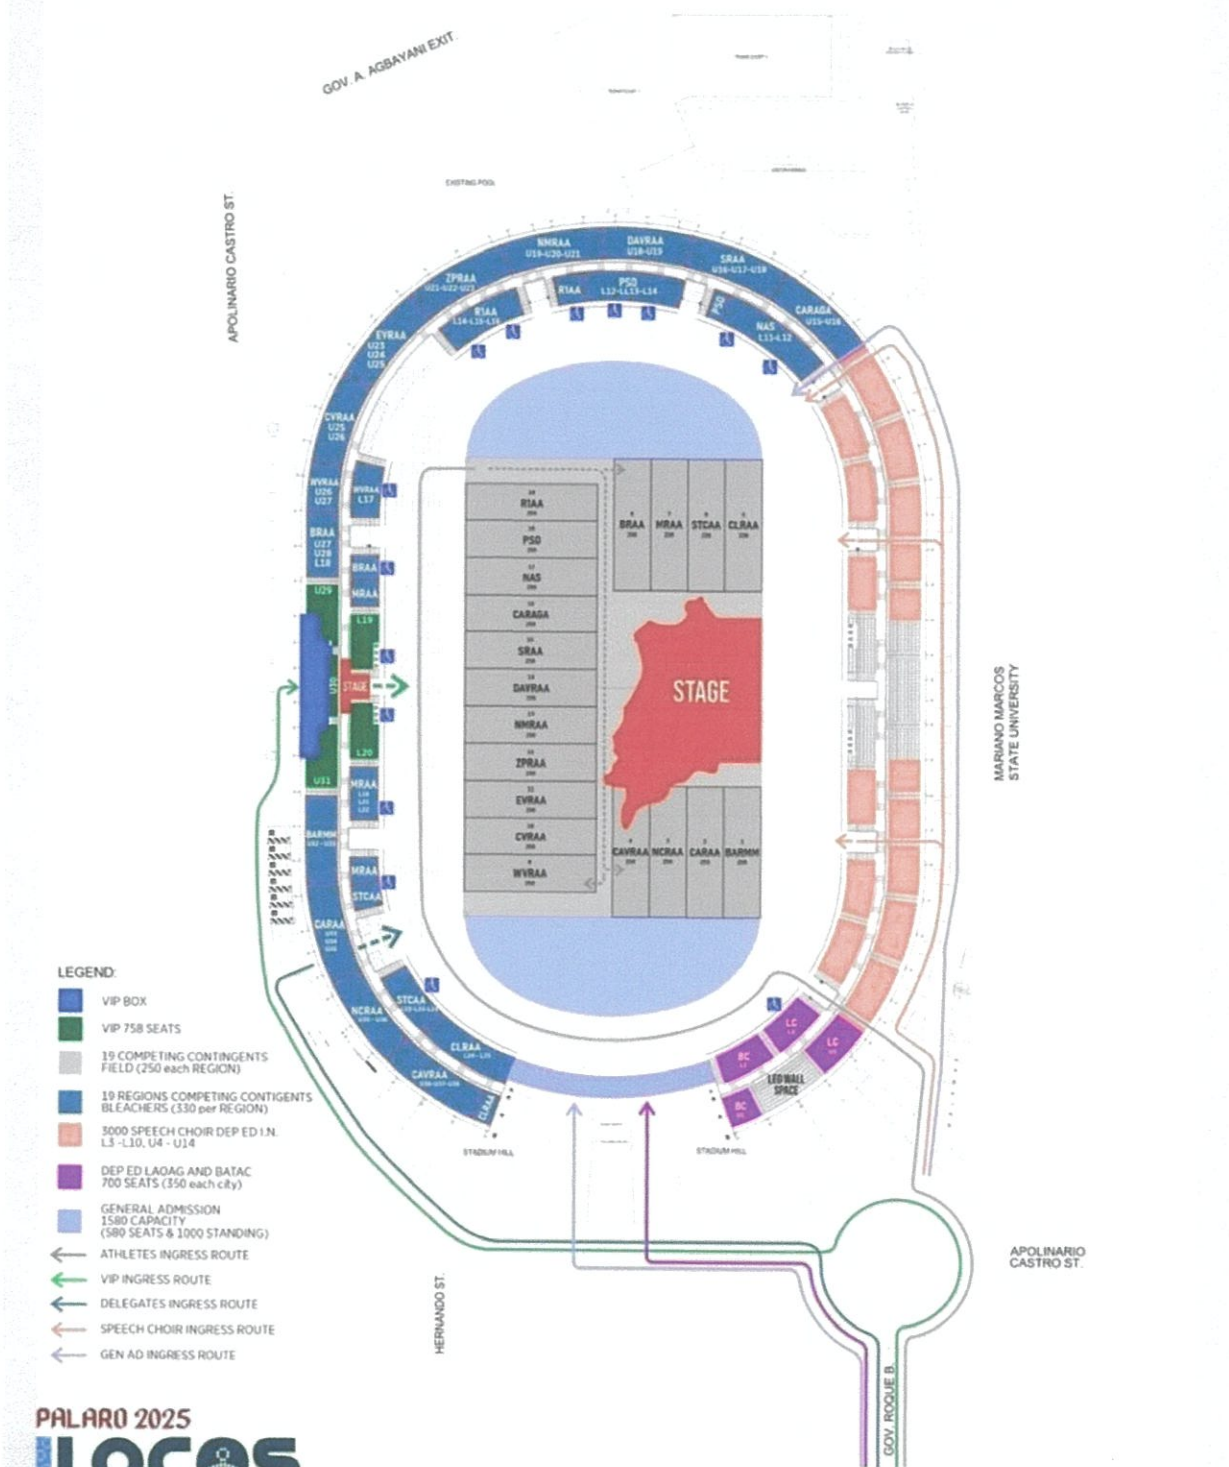 GOV. A. AGBAYANI EXIT.
EXISTING POOL
APOLINARIO CASTRO ST.
NMRAA
U19-U20-U21
DAVRAA
U18-U19
SRAA
U16-U17-U18
ZPRAA
U21-U22-U23
CARAGA
U15-U16
R1AA
PSO
L12-LL13-L14
R1AA
L14-L15-L16
PSO
NAS
L11-L12
EVRAA
U23
U24
U25
CVRAA
U25
U26
WVRAA
U26
U27
WVRAA
L17
BRAA
U27
U28
L18
BRAA
MRAA
U29
L19
U30
STAGE
L20
U31
MRAA
BARMM
MRAA
STCAA
CARAA
NCRAA
STCAA
CLRAA
CAVRAA
CLRAA
R1AA
PSO
NAS
CARAGA
SRAA
DAVRAA
NMRAA
ZPRAA
EVRAA
CVRAA
WVRAA
BRAA
MRAA
STCAA
CLRAA
STAGE
CAVRAA
NCRAA
CARAA
BARMM
MARIANO MARCOS
STATE UNIVERSITY
LC
LC
BC
BC
LED WALL
SPACE
STADIUM HILL
STADIUM HILL
LEGEND:
VIP BOX
VIP 758 SEATS
19 COMPETING CONTINGENTS
FIELD (250 each REGION)
19 REGIONS COMPETING CONTIGENTS
BLEACHERS (330 per REGION)
3000 SPEECH CHOIR DEP ED I.N.
L3 -L10, U4 - U14
DEP ED LAOAG AND BATAC
700 SEATS (350 each city)
GENERAL ADMISSION
1580 CAPACITY
(580 SEATS & 1000 STANDING)
ATHLETES INGRESS ROUTE
VIP INGRESS ROUTE
DELEGATES INGRESS ROUTE
SPEECH CHOIR INGRESS ROUTE
GEN AD INGRESS ROUTE
HERNANDO ST.
APOLINARIO
CASTRO ST.
GOV. ROQUE B.
PALARO 2025
ILOCOS